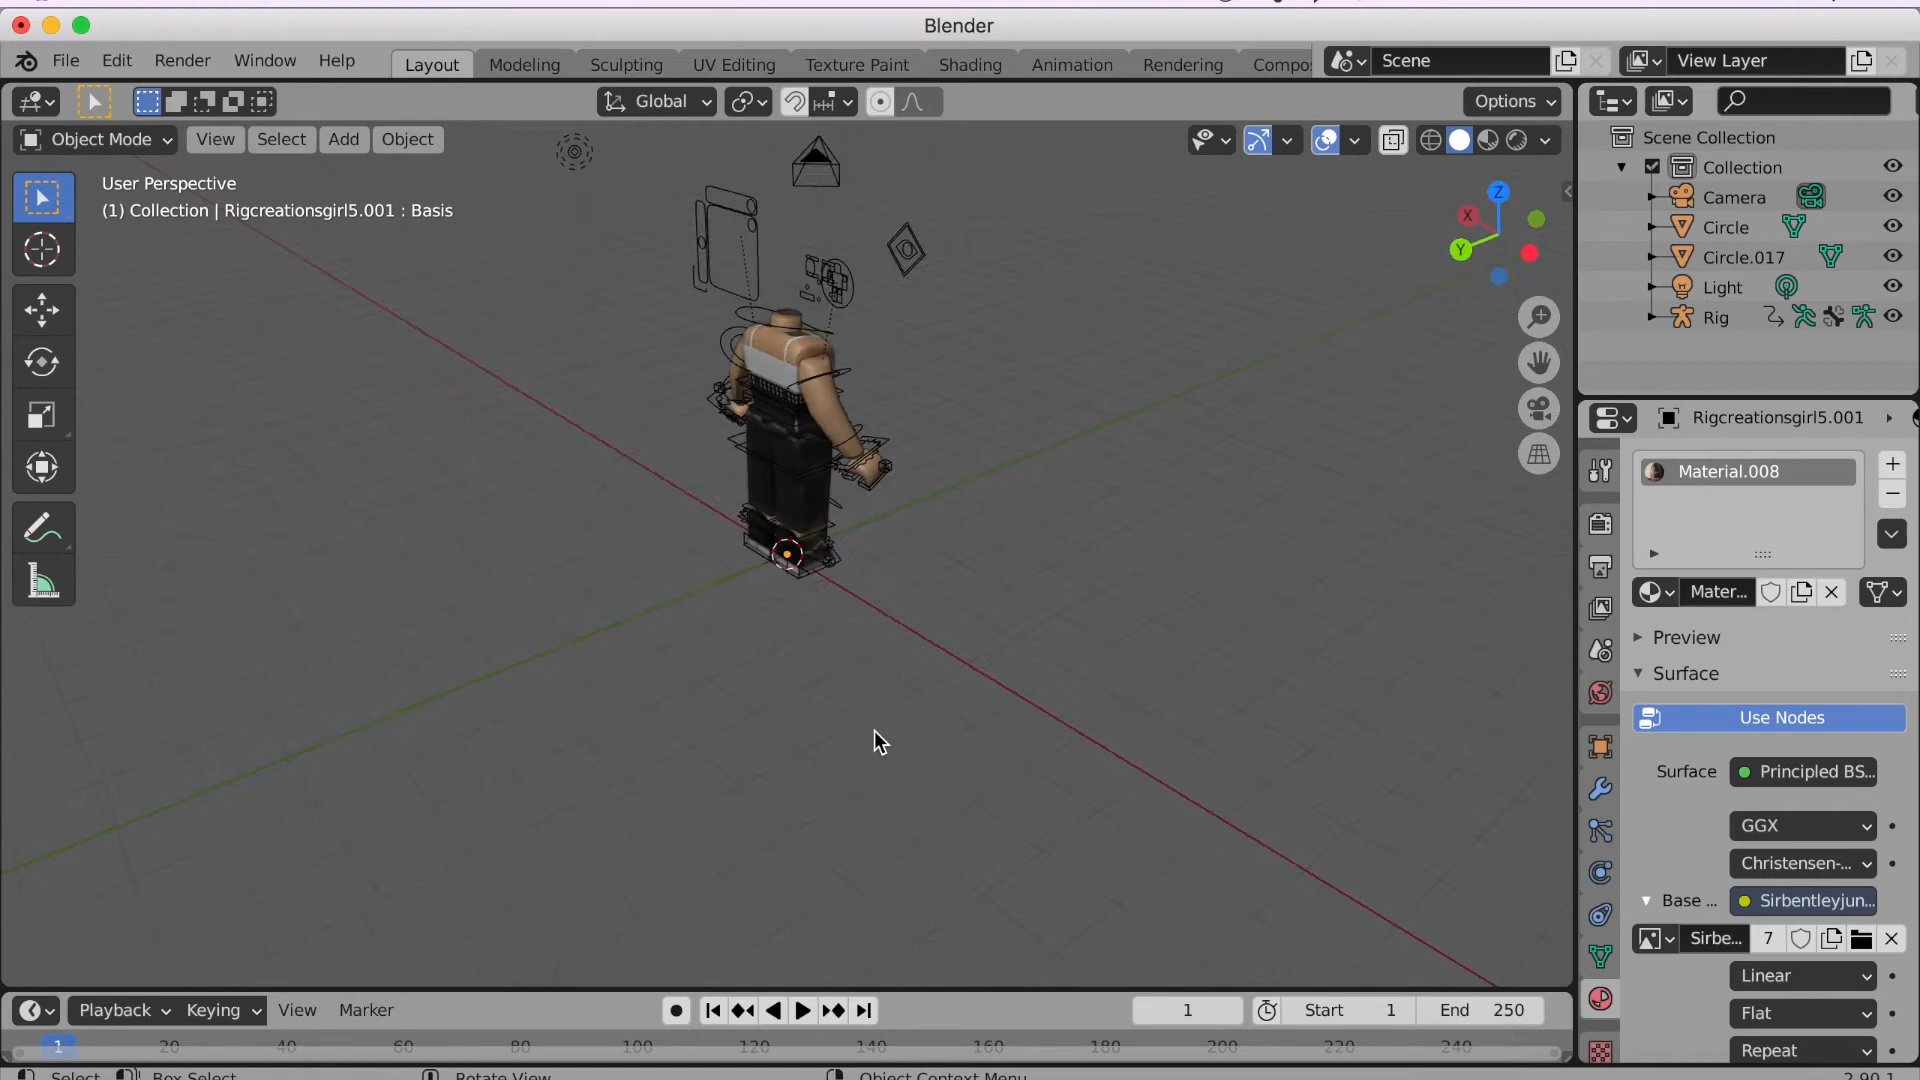 Blender
File Edit Render Window Help Layout Modeling Sculpting UV Editing Texture Paint Shading Animation Rendering Compo Scene View Layer
Global Options
Object Mode View Select Add Object
User Perspective
(1) Collection | Rigcreationsgirl5.001 : Basis
X
Y
Z
Scene Collection
Collection
Camera
Circle
Circle.017
Light
Rig
Rigcreationsgirl5.001
Material.008
Mater...
Preview
Surface
Use Nodes
Surface Principled BS...
GGX
Christensen-...
Base ... Sirbentleyjun...
Sirbe... 7
Linear
Flat
Repeat
Playback Keying View Marker 1 Start 1 End 250
1 20 40 60 80 100 120 140 160 180 200 220 240
Select Box Select Rotate View Object Context Menu 2.90.1